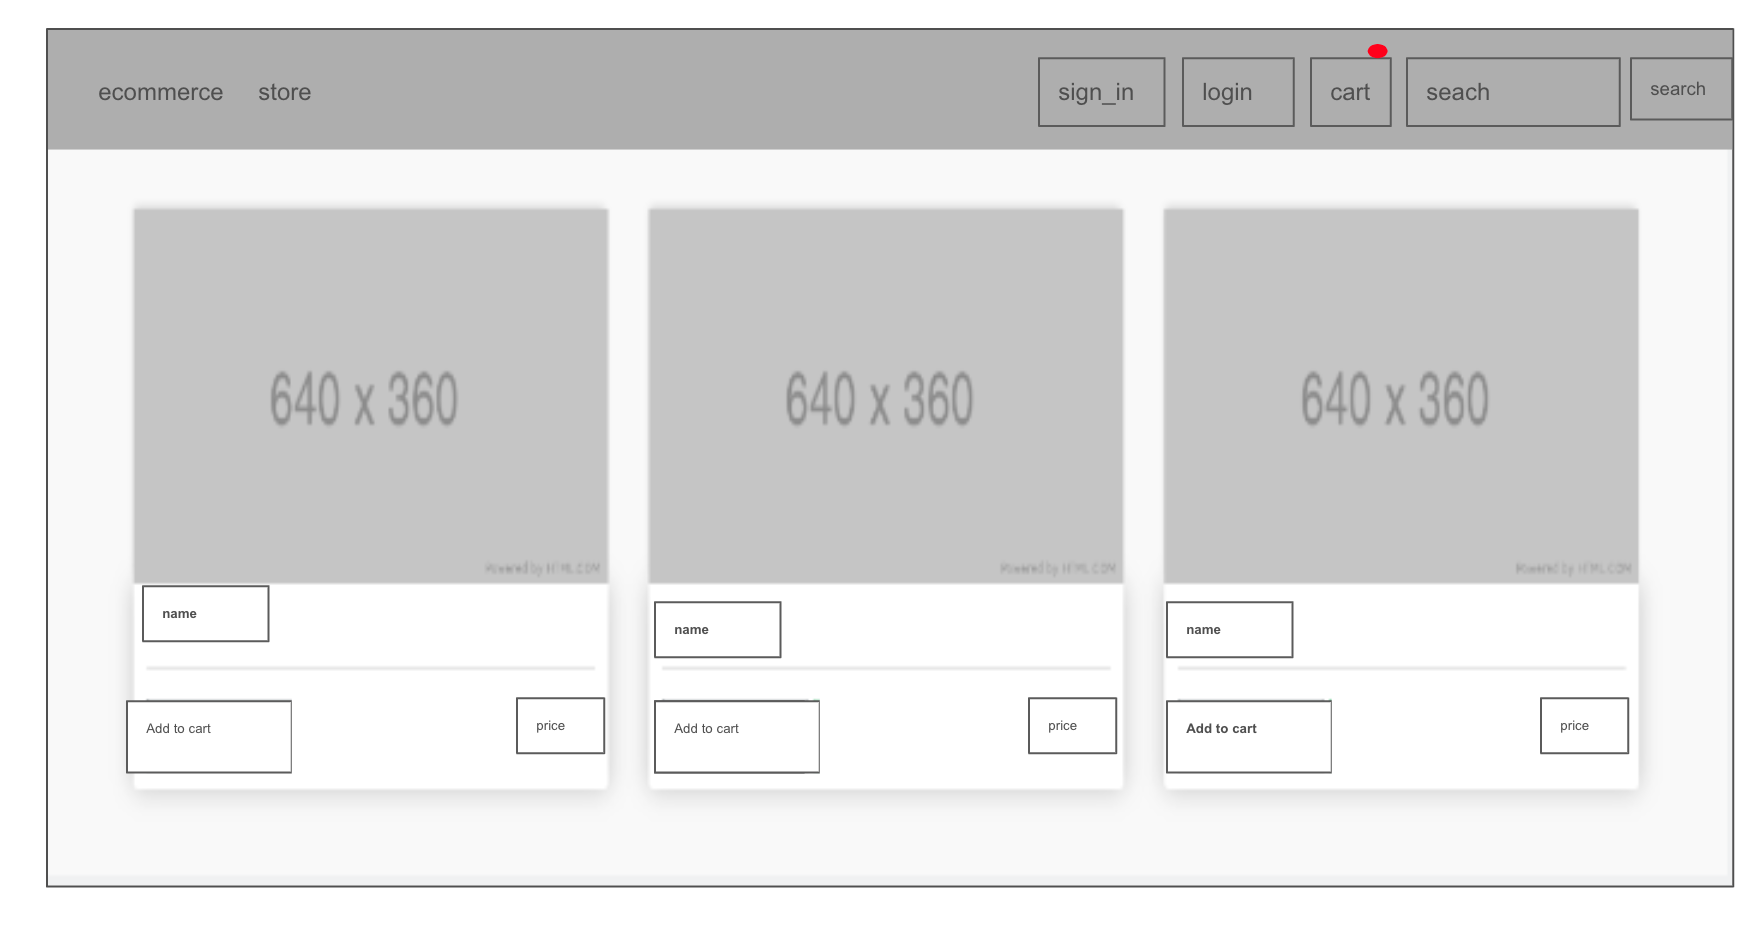 ecommerce store sign_in login cart seach search
640 x 360 640 x 360 640 x 360
Powered by HTML.COM Powered by HTML.COM Powered by HTML.COM
name name name
Add to cart price Add to cart price Add to cart price